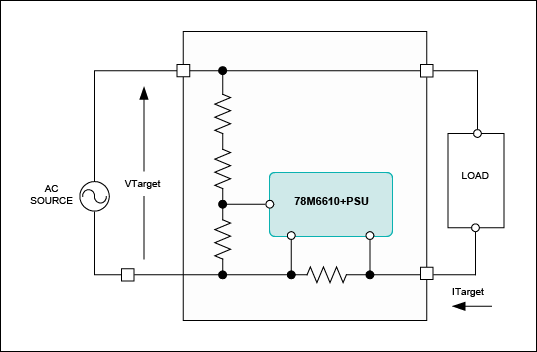 AC
SOURCE
VTarget
78M6610+PSU
LOAD
ITarget